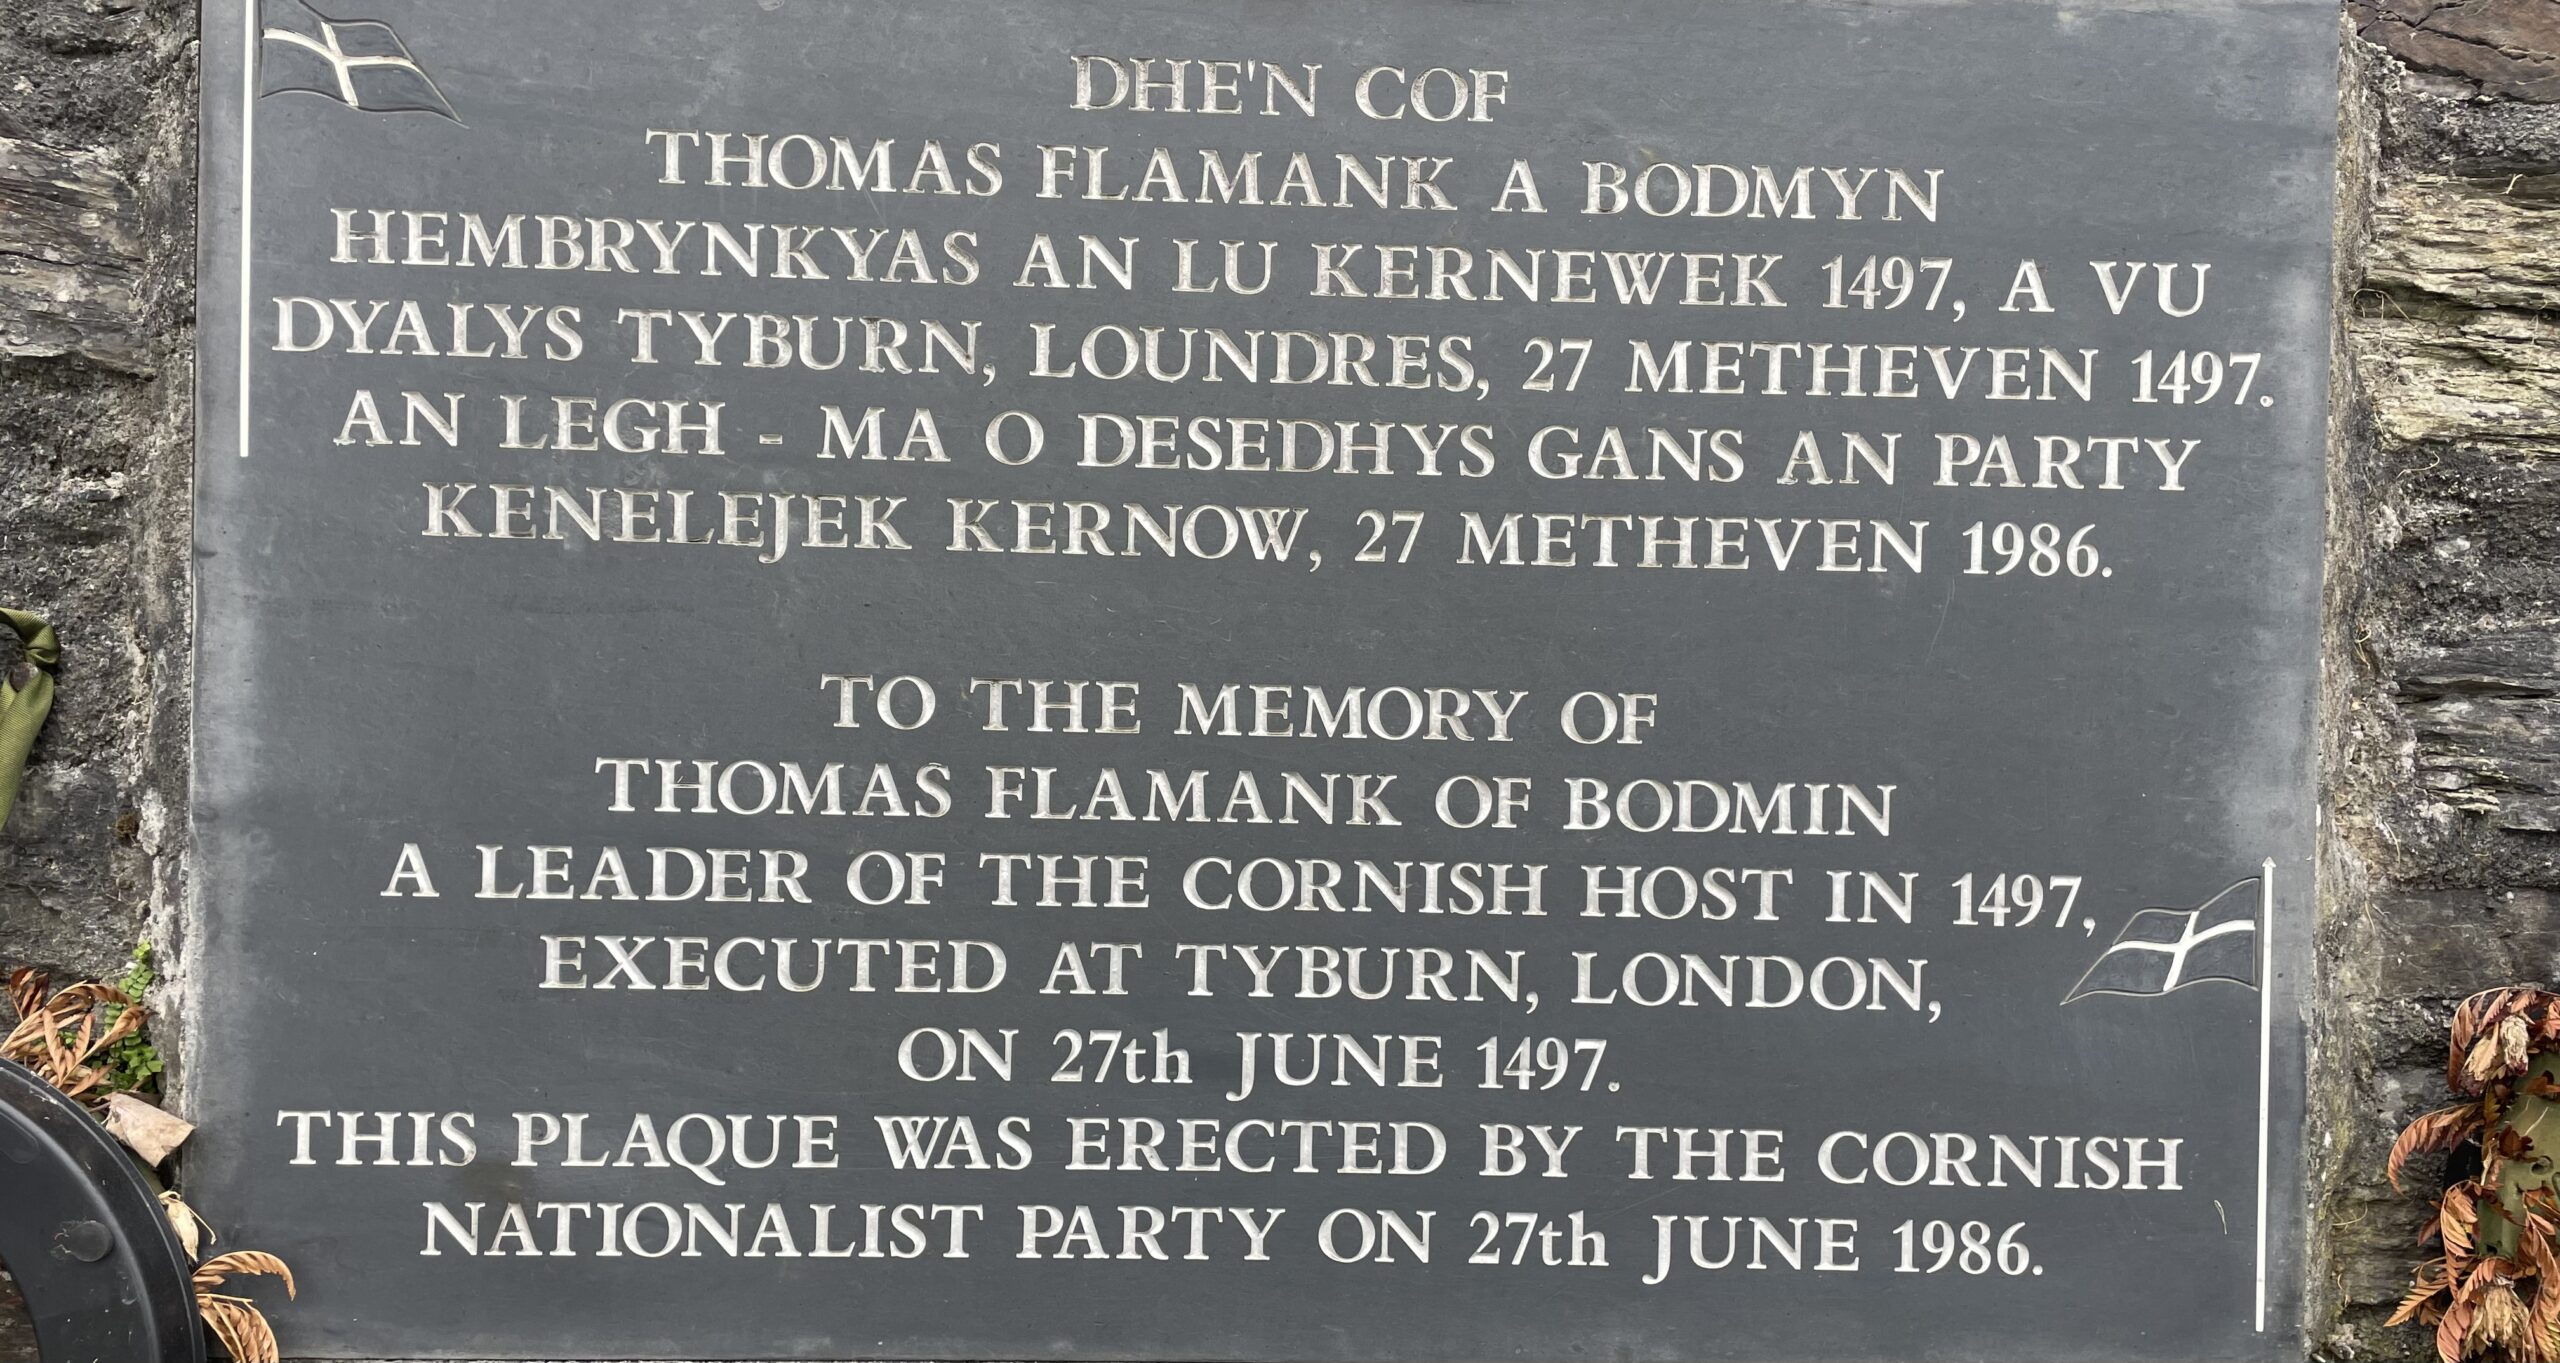 DHE'N COF
THOMAS FLAMANK A BODMYN
HEMBRYNKYAS AN LU KERNEWEK 1497, A VU
DYALYS TYBURN, LOUNDRES, 27 METHEVEN 1497.
AN LEGH - MA O DESEDHYS GANS AN PARTY
KENELEJEK KERNOW, 27 METHEVEN 1986.
TO THE MEMORY OF
THOMAS FLAMANK OF BODMIN
A LEADER OF THE CORNISH HOST IN 1497,
EXECUTED AT TYBURN, LONDON,
ON 27th JUNE 1497.
THIS PLAQUE WAS ERECTED BY THE CORNISH
NATIONALIST PARTY ON 27th JUNE 1986.